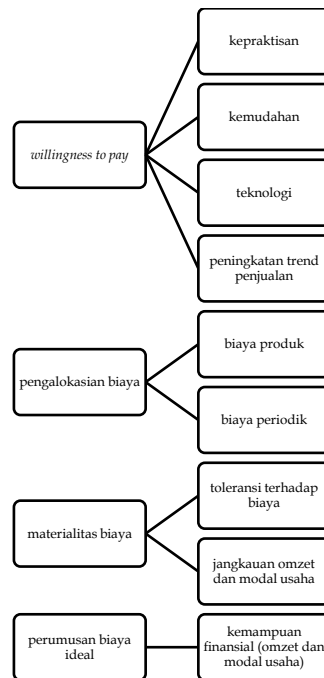 willingness to pay
kepraktisan
kemudahan
teknologi
peningkatan trend
penjualan
pengalokasian biaya
biaya produk
biaya periodik
materialitas biaya
toleransi terhadap
biaya
jangkauan omzet
dan modal usaha
perumusan biaya
ideal
kemampuan
finansial (omzet dan
modal usaha)